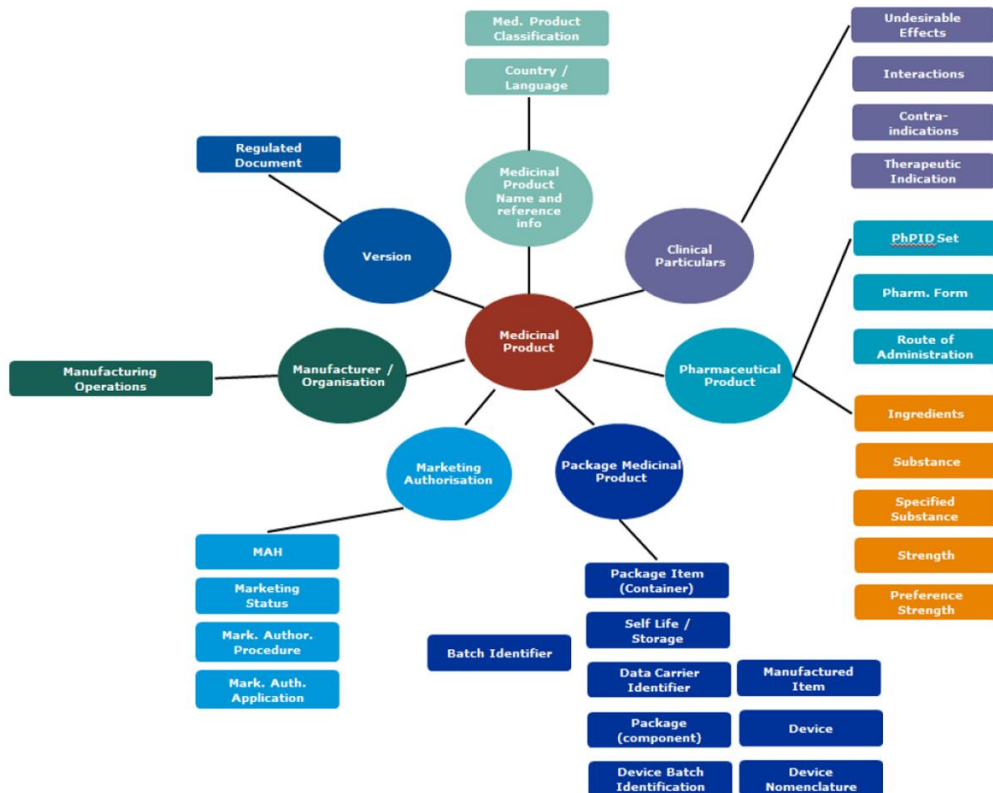 Med. Product
Classification
Country /
Language
Undesirable
Effects
Interactions
Contra-
indications
Therapeutic
Indication
Regulated
Document
Medicinal
Product
Name and
reference
info
Version
Clinical
Particulars
PhPID Set
Pharm. Form
Route of
Administration
Medicinal
Product
Manufacturing
Operations
Manufacturer /
Organisation
Pharmaceutical
Product
Ingredients
Substance
Specified
Substance
Strength
Preference
Strength
Marketing
Authorisation
Package Medicinal
Product
MAH
Marketing
Status
Mark. Author.
Procedure
Mark. Auth.
Application
Package Item
(Container)
Self Life /
Storage
Batch Identifier
Data Carrier
Identifier
Manufactured
Item
Package
(component)
Device
Device Batch
Identification
Device
Nomenclature